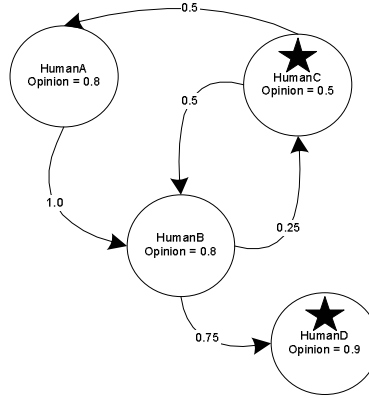 0.5
HumanA
Opinion = 0.8
HumanC
Opinion = 0.5
0.5
1.0
0.25
HumanB
Opinion = 0.8
0.75
HumanD
Opinion = 0.9